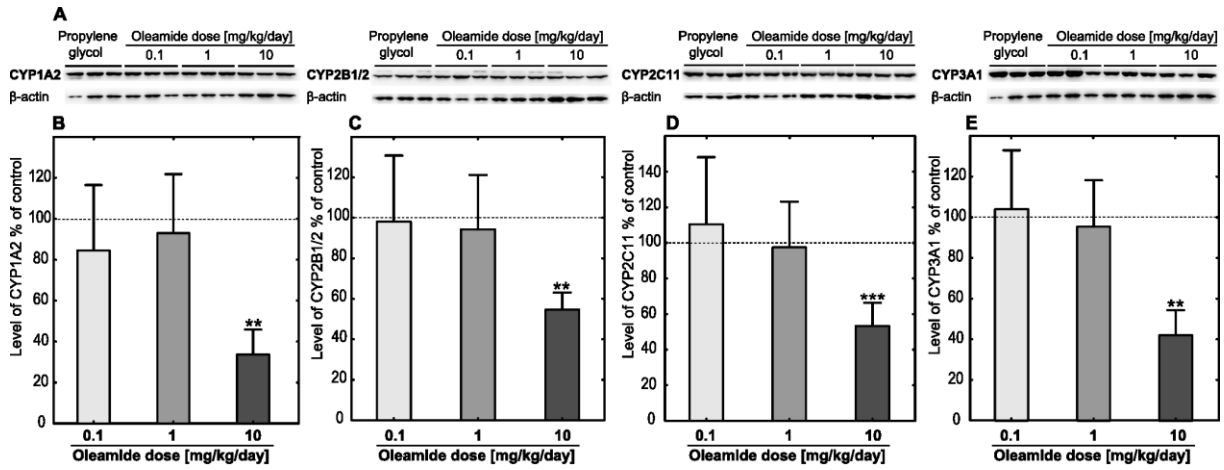 A
Propylene glycol Oleamide dose [mg/kg/day]
0.1 1 10
CYP1A2
β-actin
Propylene glycol Oleamide dose [mg/kg/day]
0.1 1 10
CYP2B1/2
β-actin
Propylene glycol Oleamide dose [mg/kg/day]
0.1 1 10
CYP2C11
β-actin
Propylene glycol Oleamide dose [mg/kg/day]
0.1 1 10
CYP3A1
β-actin
B
Level of CYP1A2 % of control
120
100
80
60
40
20
0
**
0.1 1 10
Oleamide dose [mg/kg/day]
C
Level of CYP2B1/2 % of control
120
100
80
60
40
20
0
**
0.1 1 10
Oleamide dose [mg/kg/day]
D
Level of CYP2C11 % of control
140
120
100
80
60
40
20
0
***
0.1 1 10
Oleamide dose [mg/kg/day]
E
Level of CYP3A1 % of control
120
100
80
60
40
20
0
**
0.1 1 10
Oleamide dose [mg/kg/day]